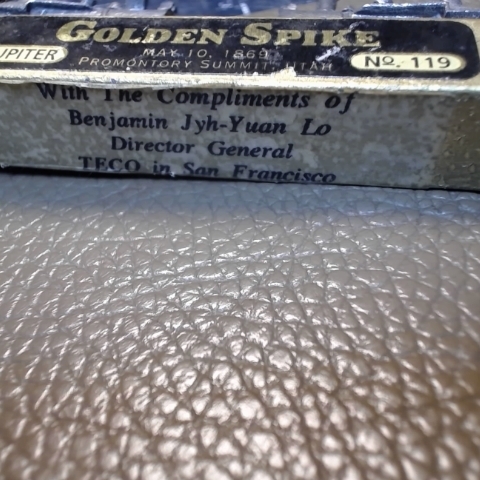 GOLDEN SPIKE
MAY 10, 1869
JUPITER
PROMONTORY SUMMIT, UTAH
No. 119
With The Compliments of
Benjamin Jyh-Yuan Lo
Director General
TECO in San Francisco